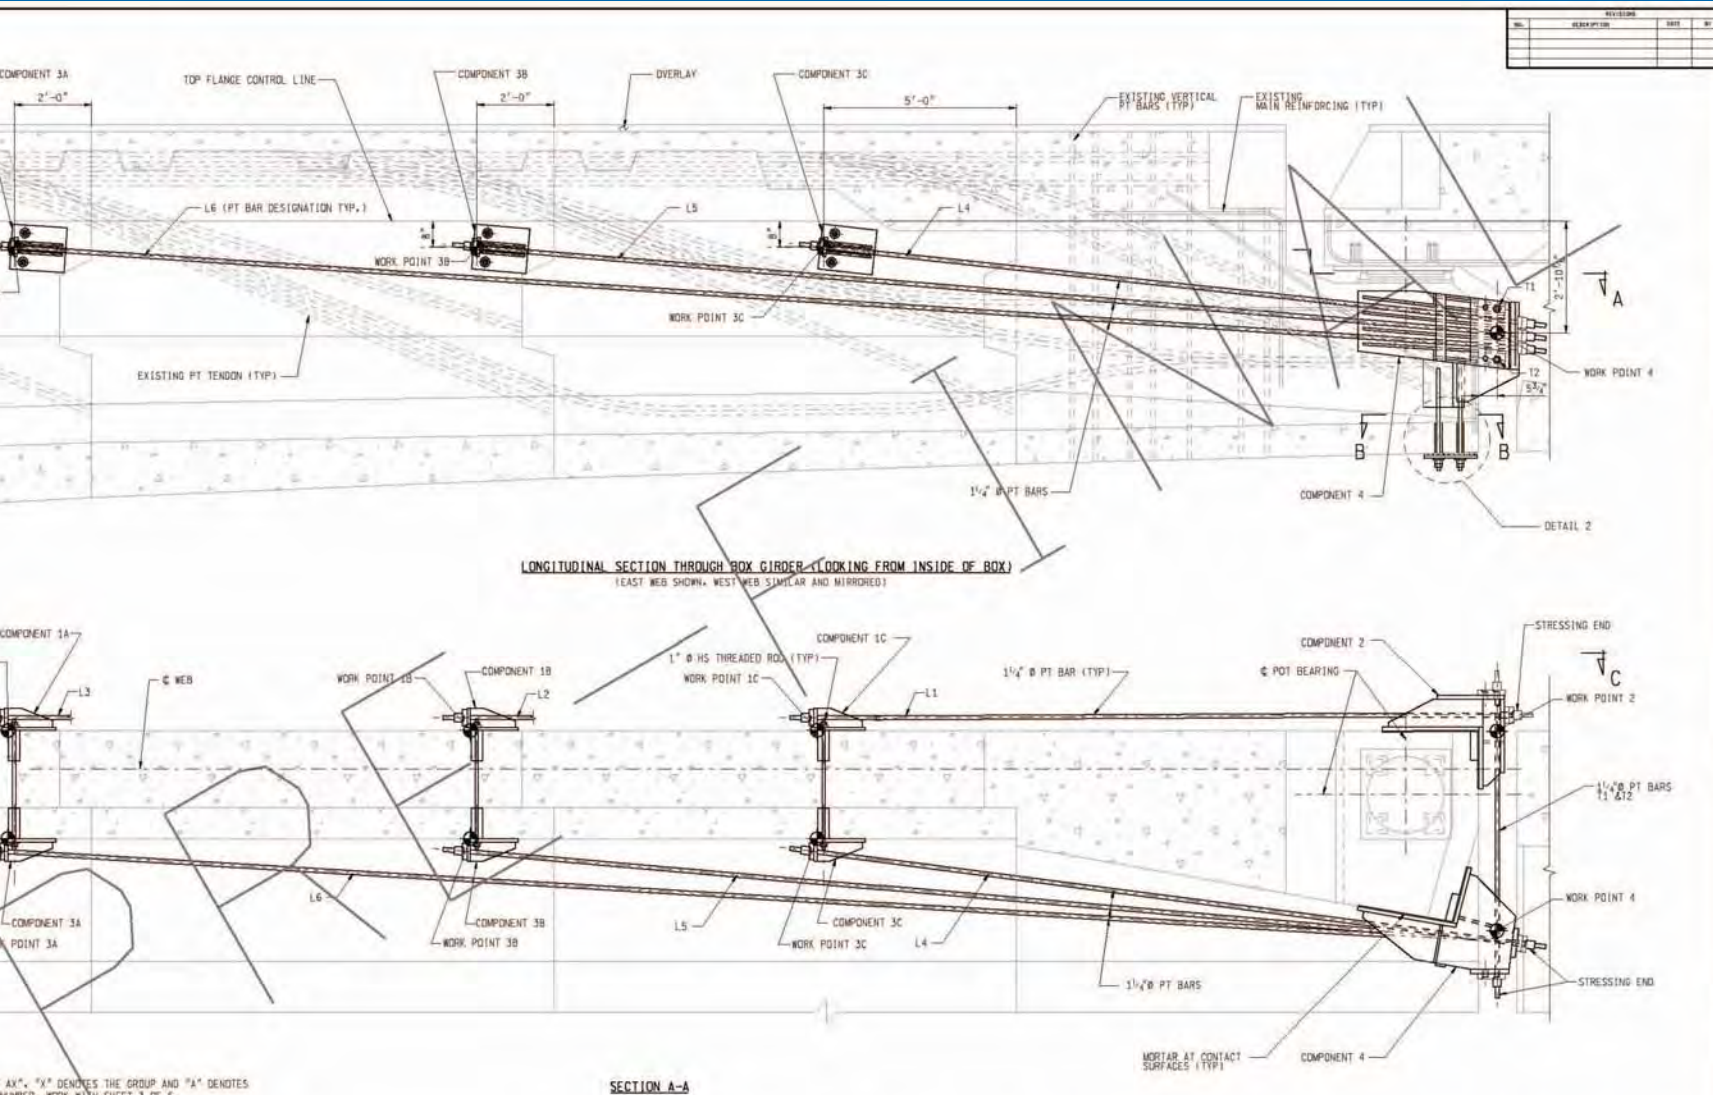 REVISIONS
NO. DESCRIPTION DATE BY
COMPONENT 3A
TOP FLANGE CONTROL LINE
COMPONENT 3B
OVERLAY
COMPONENT 3C
2'-0"
2'-0"
5'-0"
EXISTING VERTICAL
PT BARS (TYP)
EXISTING
MAIN REINFORCING (TYP)
L6 (PT BAR DESIGNATION TYP.)
L5
L4
8"
8"
WORK POINT 3B
WORK POINT 3C
T1
A
EXISTING PT TENDON (TYP)
T2
WORK POINT 4
5¾"
B
B
1¼" Ø PT BARS
COMPONENT 4
DETAIL 2
LONGITUDINAL SECTION THROUGH BOX GIRDER (LOOKING FROM INSIDE OF BOX)
(EAST WEB SHOWN. WEST WEB SIMILAR AND MIRRORED)
COMPONENT 1A
L3
℄ WEB
WORK POINT 1B
COMPONENT 1B
L2
1" Ø HS THREADED ROD (TYP)
WORK POINT 1C
COMPONENT 1C
L1
1¼" Ø PT BAR (TYP)
COMPONENT 2
℄ POT BEARING
STRESSING END
C
WORK POINT 2
1¼"Ø PT BARS
T1 &T2
WORK POINT 4
L6
COMPONENT 3A
POINT 3A
COMPONENT 3B
WORK POINT 3B
L5
COMPONENT 3C
WORK POINT 3C
L4
1¼"Ø PT BARS
STRESSING END
MORTAR AT CONTACT
SURFACES (TYP)
COMPONENT 4
AX". "X" DENOTES THE GROUP AND "A" DENOTES
SECTION A-A